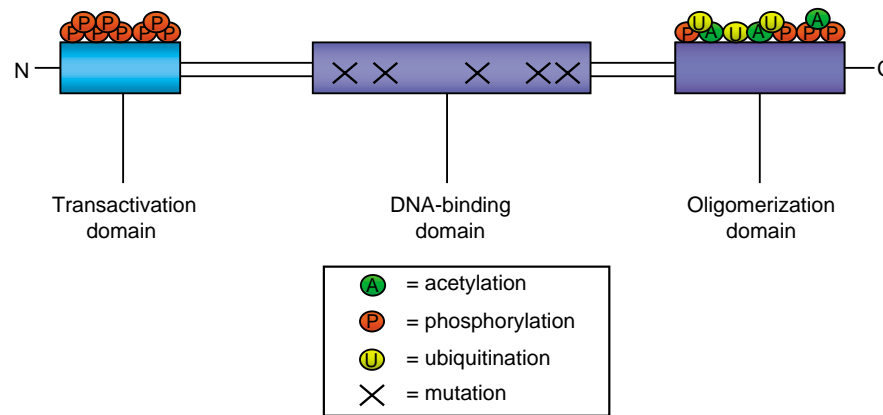 P P P U U A
P P P P P P A U A P P P
N C
Transactivation
domain
DNA-binding
domain
Oligomerization
domain
A = acetylation
P = phosphorylation
U = ubiquitination
= mutation